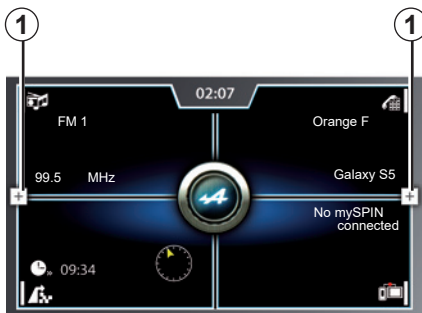 1 1
02:07
FM 1
Orange F
99.5 MHz
Galaxy S5
+ +
No mySPIN
connected
09:34